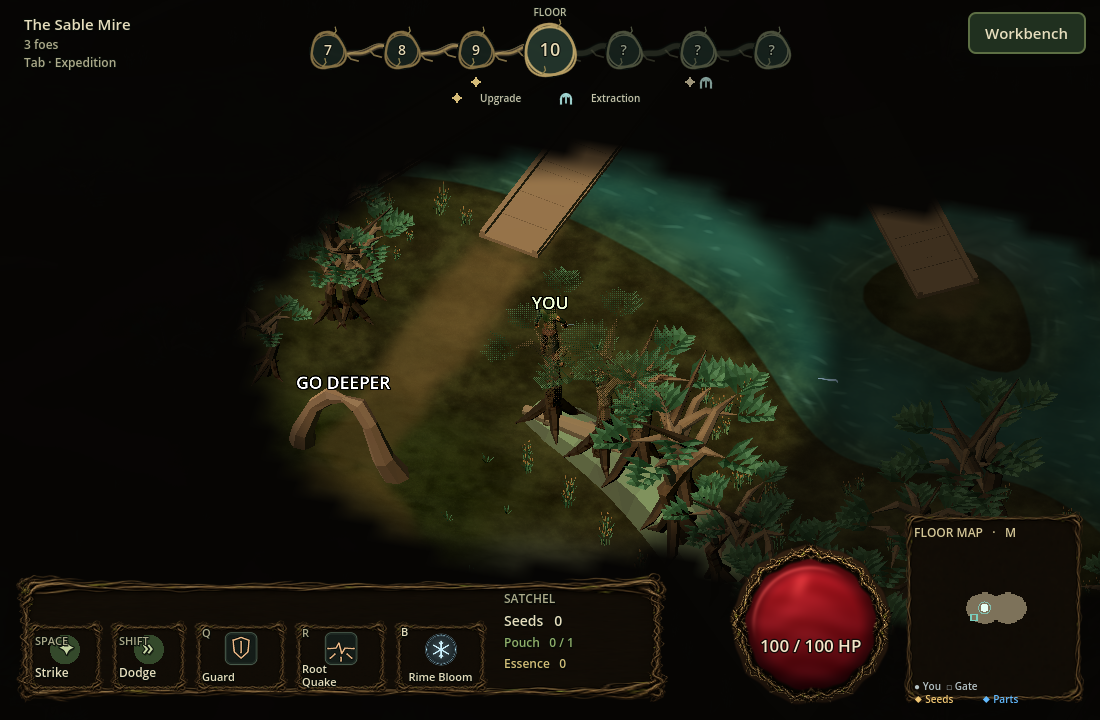 The Sable Mire
3 foes
Tab · Expedition
FLOOR
7
8
9
10
?
?
?
Upgrade
Extraction
Workbench
YOU
GO DEEPER
SPACE
Strike
SHIFT
Dodge
Q
Guard
R
Root
Quake
B
Rime Bloom
SATCHEL
Seeds 0
Pouch 0 / 1
Essence 0
100 / 100 HP
FLOOR MAP · M
You
Gate
Seeds
Parts